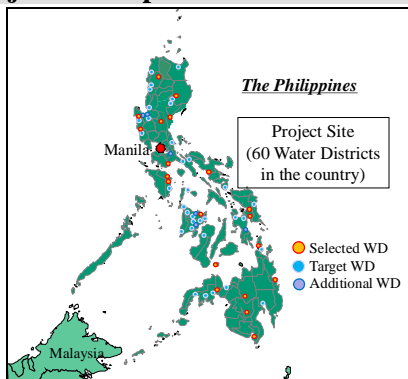 The Philippines
Project Site
(60 Water Districts
in the country)
Manila
Selected WD
Target WD
Additional WD
Malaysia